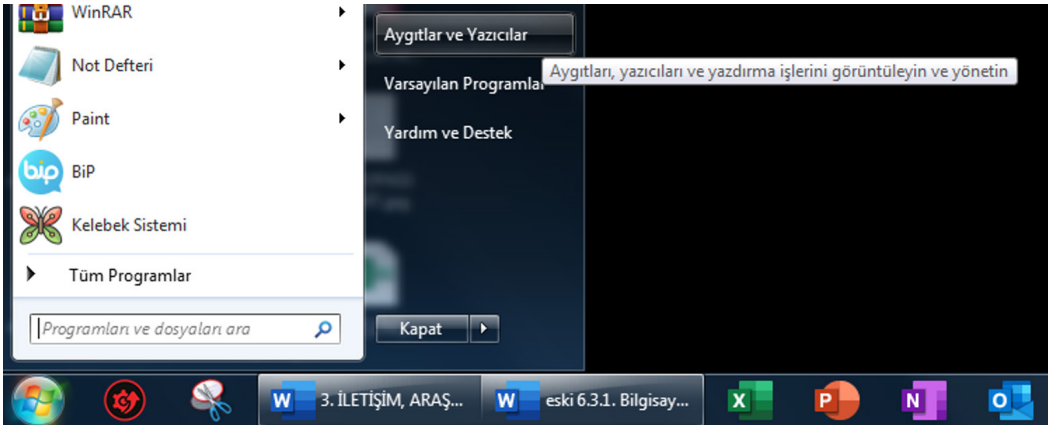 WinRAR
Not Defteri
Paint
bip BiP
Kelebek Sistemi
Tüm Programlar
Programları ve dosyaları ara
Aygıtlar ve Yazıcılar
Aygıtları, yazıcıları ve yazdırma işlerini görüntüleyin ve yönetin
Varsayılan Programlar
Yardım ve Destek
Kapat
W 3. İLETİŞİM, ARAŞ...
W eski 6.3.1. Bilgisay...
X
P
N
O